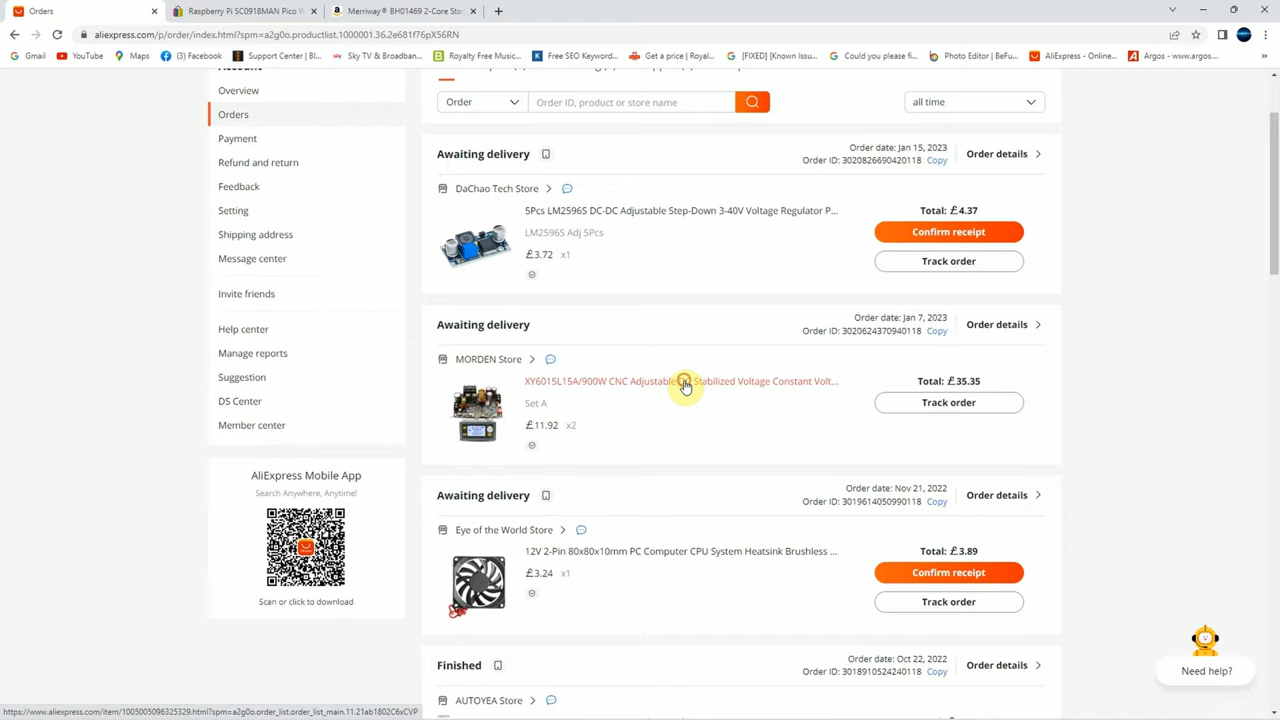 Orders
Raspberry Pi SC0918MAN Pico W
Merriway® BH01469 2-Core Sta
aliexpress.com/p/order/index.html?spm=a2g0o.productlist.1000001.36.2e681f76pX56RN
Gmail
YouTube
Maps
(3) Facebook
Support Center | Bl...
Sky TV & Broadban...
Royalty Free Music...
Free SEO Keyword...
Get a price | Royal...
[FIXED] [Known Issu...
Could you please fi...
Photo Editor | BeFu...
AliExpress - Online...
Argos - www.argos....
Account
Overview
Orders
Payment
Refund and return
Feedback
Setting
Shipping address
Message center
Invite friends
Help center
Manage reports
Suggestion
DS Center
Member center
AliExpress Mobile App
Search Anywhere, Anytime!
Scan or click to download
Order
Order ID, product or store name
all time
Awaiting delivery
Order date: Jan 15, 2023
Order ID: 3020826690420118 Copy
Order details
DaChao Tech Store
5Pcs LM2596S DC-DC Adjustable Step-Down 3-40V Voltage Regulator P...
LM2596S Adj 5Pcs
£3.72 x1
Total: £4.37
Confirm receipt
Track order
Awaiting delivery
Order date: Jan 7, 2023
Order ID: 3020624370940118 Copy
Order details
MORDEN Store
XY6015L15A/900W CNC Adjustable Stabilized Voltage Constant Volt...
Set A
£11.92 x2
Total: £35.35
Track order
Awaiting delivery
Order date: Nov 21, 2022
Order ID: 3019614050990118 Copy
Order details
Eye of the World Store
12V 2-Pin 80x80x10mm PC Computer CPU System Heatsink Brushless ...
£3.24 x1
Total: £3.89
Confirm receipt
Track order
Finished
Order date: Oct 22, 2022
Order ID: 3018910524240118 Copy
Order details
AUTOYEA Store
Need help?
https://www.aliexpress.com/item/1005005096325329.html?spm=a2g0o.order_list.order_list_main.11.21ab1802C6xCVP